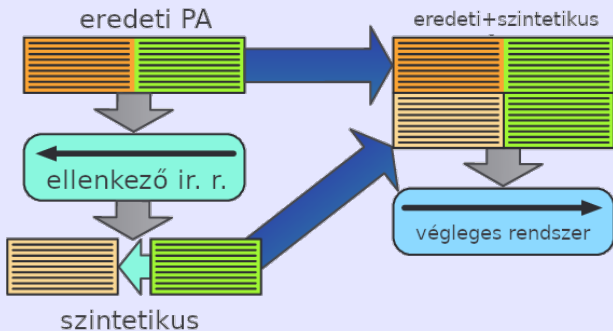 eredeti PA
eredeti+szintetikus
ellenkező ir. r.
végleges rendszer
szintetikus